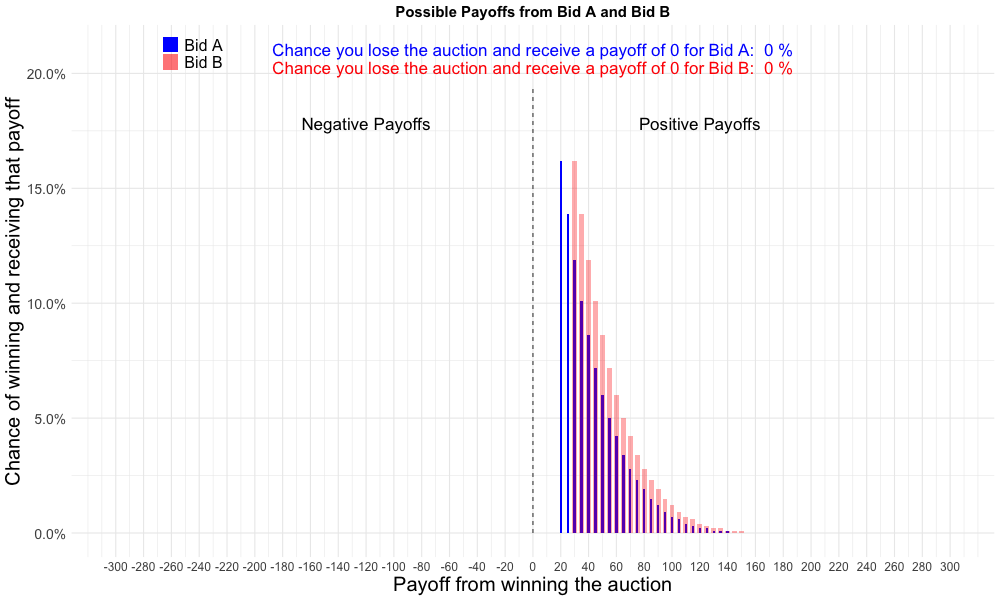 Possible Payoffs from Bid A and Bid B
Bid A
Bid B
Chance you lose the auction and receive a payoff of 0 for Bid A:  0 %
Chance you lose the auction and receive a payoff of 0 for Bid B:  0 %
Negative Payoffs
Positive Payoffs
Chance of winning and receiving that payoff
20.0%
15.0%
10.0%
5.0%
0.0%
-300 -280 -260 -240 -220 -200 -180 -160 -140 -120 -100 -80 -60 -40 -20 0 20 40 60 80 100 120 140 160 180 200 220 240 260 280 300
Payoff from winning the auction